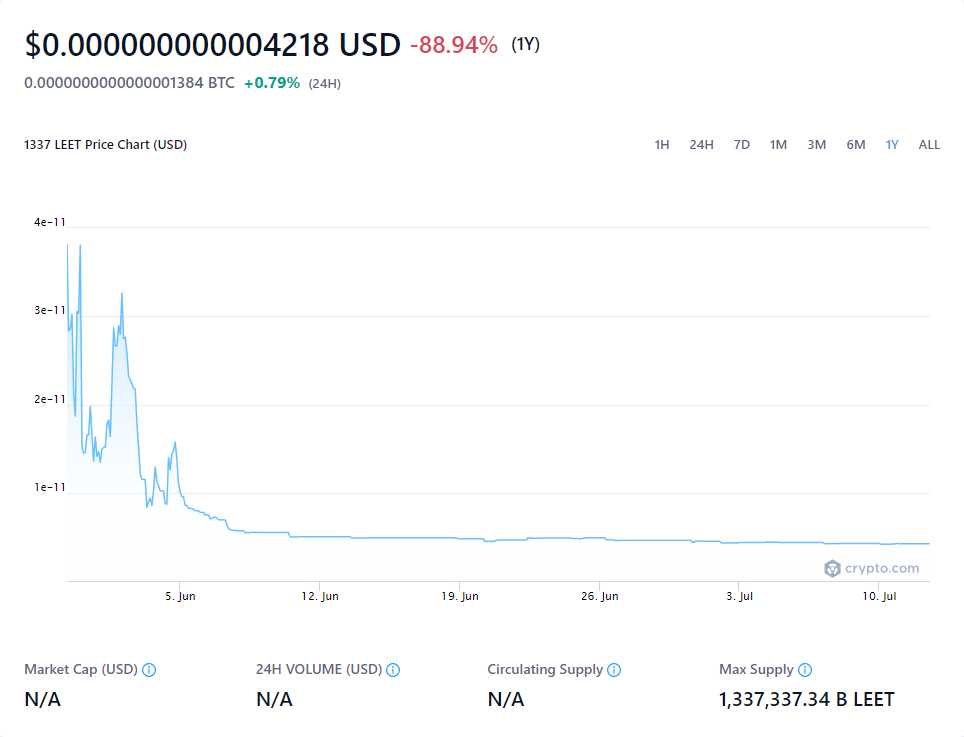 $0.000000000004218 USD -88.94% (1Y)
0.0000000000000001384 BTC +0.79% (24H)
1337 LEET Price Chart (USD) 1H 24H 7D 1M 3M 6M 1Y ALL
4e-11
3e-11
2e-11
1e-11
crypto.com
5. Jun 12. Jun 19. Jun 26. Jun 3. Jul 10. Jul
Market Cap (USD) 24H VOLUME (USD) Circulating Supply Max Supply
N/A N/A N/A 1,337,337.34 B LEET